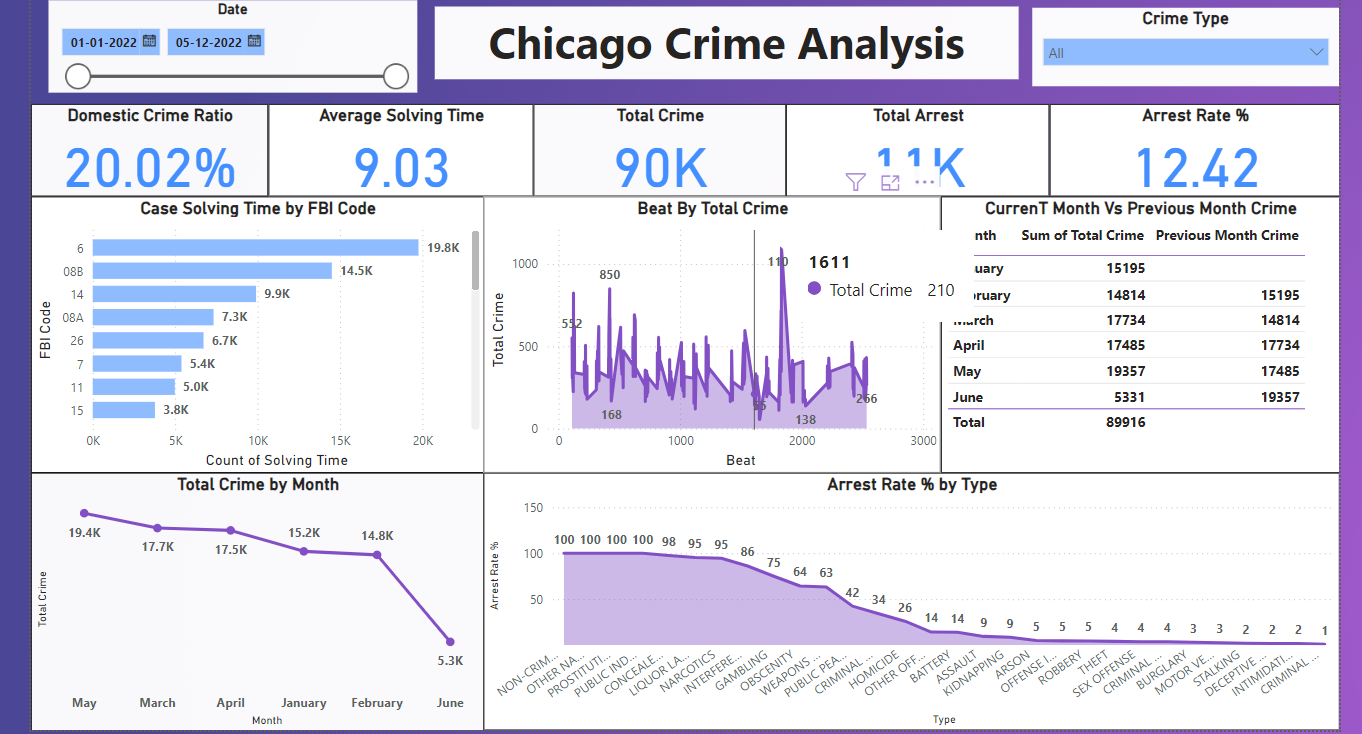 Date
01-01-2022 05-12-2022
Chicago Crime Analysis
Crime Type
All
Domestic Crime Ratio
20.02%
Average Solving Time
9.03
Total Crime
90K
Total Arrest
11K
Arrest Rate %
12.42
Case Solving Time by FBI Code
FBI Code
6 19.8K
08B 14.5K
14 9.9K
08A 7.3K
26 6.7K
7 5.4K
11 5.0K
15 3.8K
0K 5K 10K 15K 20K
Count of Solving Time
Beat By Total Crime
Total Crime
1000
500
0
552
850
168
110
138
266
0 1000 2000 3000
Beat
1611
Total Crime 210
CurrenT Month Vs Previous Month Crime
nth Sum of Total Crime Previous Month Crime
uary 15195
bruary 14814 15195
March 17734 14814
April 17485 17734
May 19357 17485
June 5331 19357
Total 89916
Total Crime by Month
Total Crime
19.4K 17.7K 17.5K 15.2K 14.8K 5.3K
May March April January February June
Month
Arrest Rate % by Type
Arrest Rate %
150
100
50
100 100 100 100 98 95 95 86 75 64 63 42 34 26 14 14 9 9 5 5 5 4 4 4 3 3 2 2 2 1
NON-CRIM...
OTHER NA...
PROSTITUTI...
PUBLIC IND...
CONCEALE...
LIQUOR LA...
NARCOTICS
INTERFERE...
GAMBLING
OBSCENITY
WEAPONS ...
PUBLIC PEA...
CRIMINAL ...
HOMICIDE
OTHER OFF...
BATTERY
ASSAULT
KIDNAPPING
ARSON
OFFENSE I...
ROBBERY
THEFT
SEX OFFENSE
CRIMINAL ...
BURGLARY
MOTOR VE...
STALKING
DECEPTIVE ...
INTIMIDATI...
CRIMINAL ...
Type